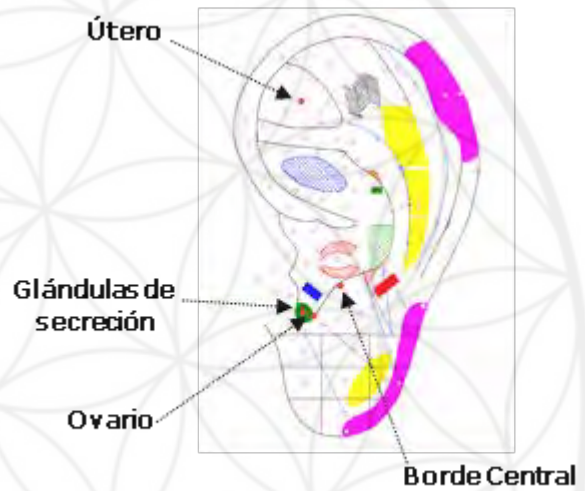 Útero
Glándulas de
secreción
Ovario
Borde Central